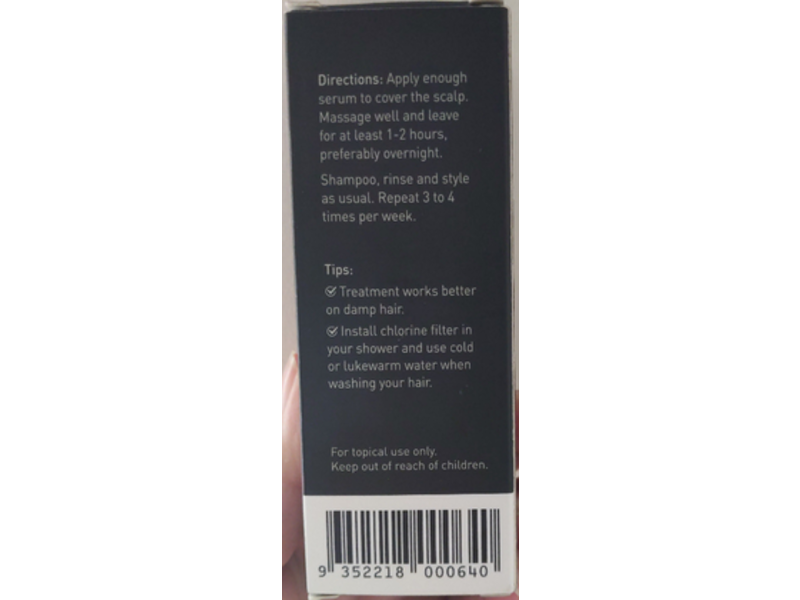 Directions: Apply enough
serum to cover the scalp.
Massage well and leave
for at least 1-2 hours,
preferably overnight.
Shampoo, rinse and style
as usual. Repeat 3 to 4
times per week.
Tips:
Treatment works better
on damp hair.
Install chlorine filter in
your shower and use cold
or lukewarm water when
washing your hair.
For topical use only.
Keep out of reach of children.
9 352218 000640